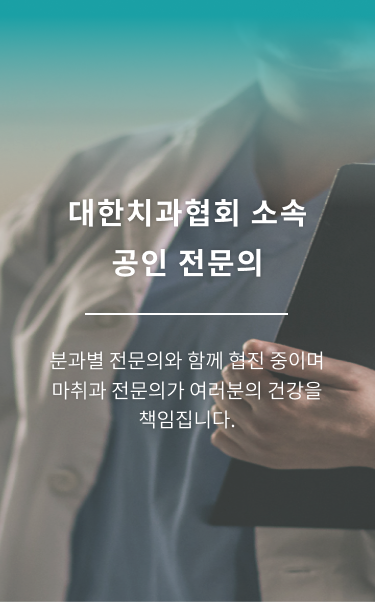 대한치과협회 소속
공인 전문의
분과별 전문의와 함께 협진 중이며
마취과 전문의가 여러분의 건강을
책임집니다.